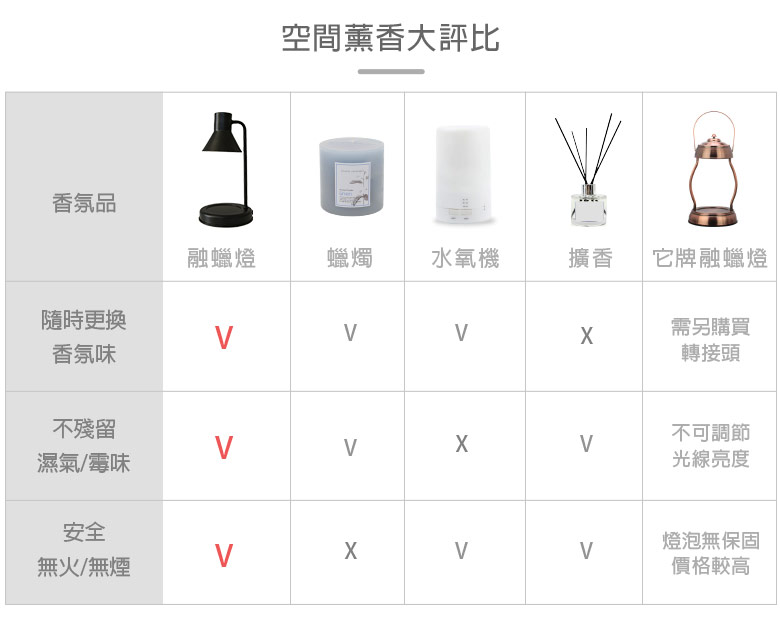 空間薰香大評比
香氛品
融蠟燈
蠟燭
水氧機
擴香
它牌融蠟燈
隨時更換
香氛味
V
V
V
X
需另購買
轉接頭
不殘留
濕氣/霉味
V
V
X
V
不可調節
光線亮度
安全
無火/無煙
V
X
V
V
燈泡無保固
價格較高